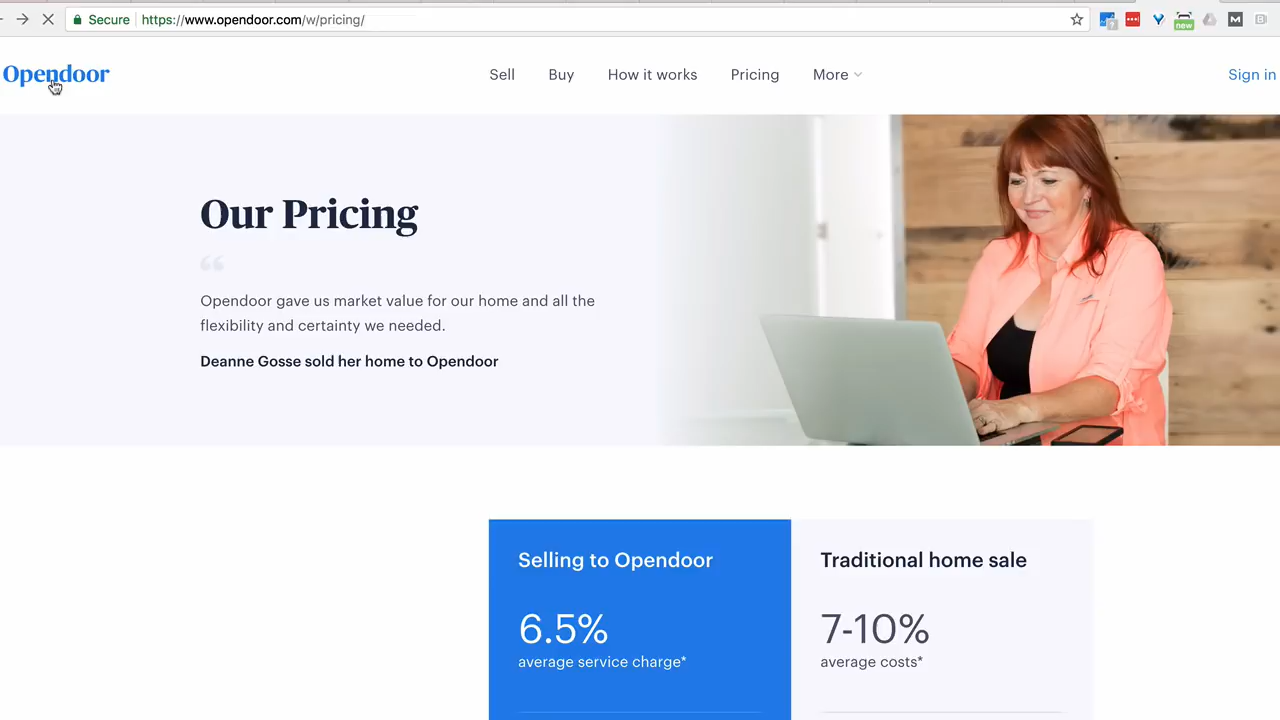 Secure https://www.opendoor.com/w/pricing/
new
M
Opendoor Sell Buy How it works Pricing More Sign in
Our Pricing
“
Opendoor gave us market value for our home and all the
flexibility and certainty we needed.
Deanne Gosse sold her home to Opendoor
Selling to Opendoor
6.5%
average service charge*
Traditional home sale
7-10%
average costs*